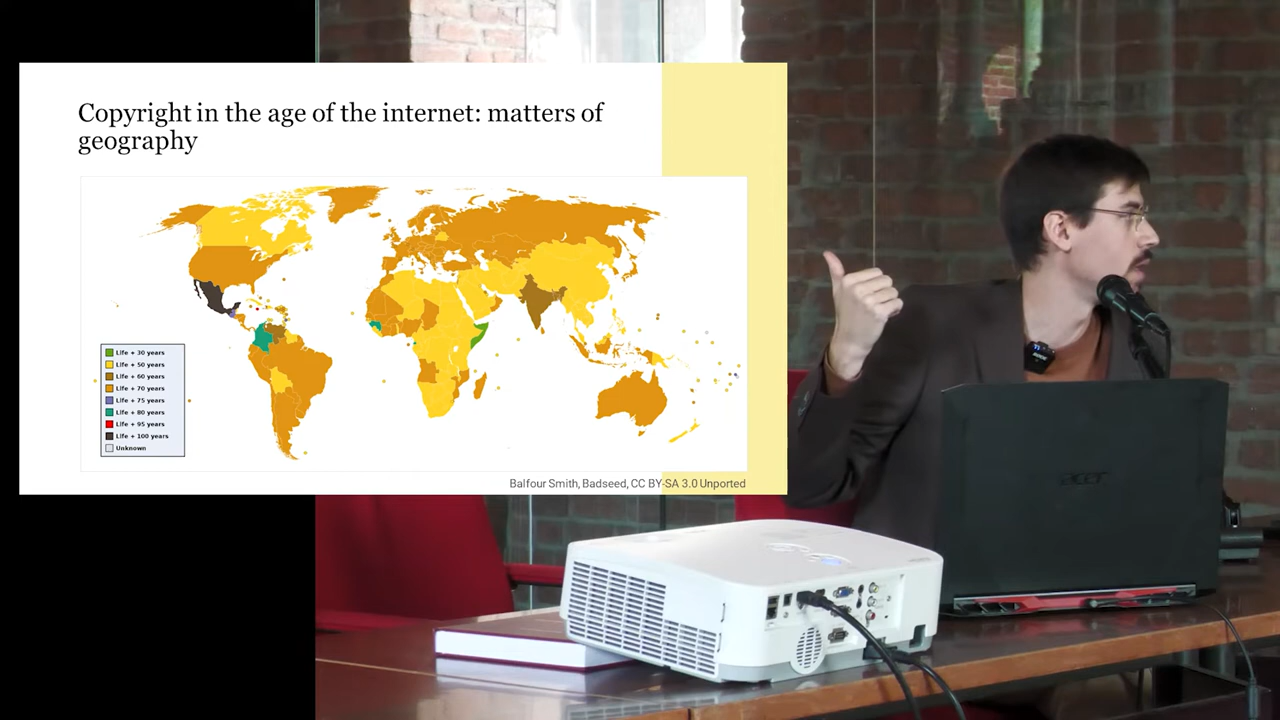 Copyright in the age of the internet: matters of
geography
Life + 30 years
Life + 50 years
Life + 60 years
Life + 70 years
Life + 75 years
Life + 80 years
Life + 95 years
Life + 100 years
Unknown
Balfour Smith, Badseed, CC BY-SA 3.0 Unported
acer